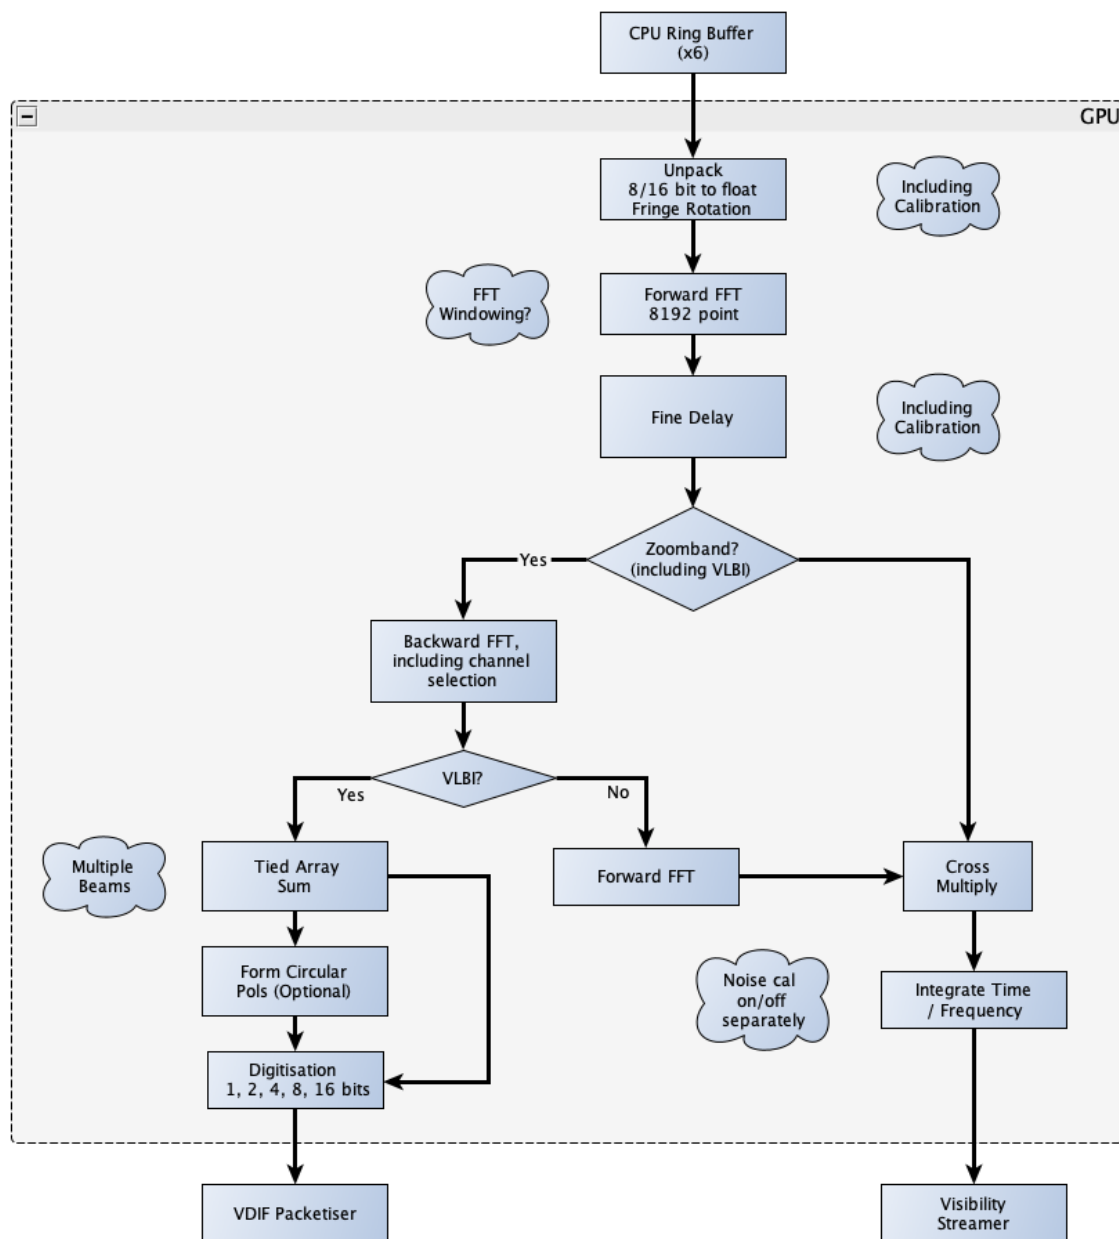 CPU Ring Buffer
(x6)
GPU
Unpack
8/16 bit to float
Fringe Rotation
Including
Calibration
FFT
Windowing?
Forward FFT
8192 point
Fine Delay
Including
Calibration
Zoomband?
(including VLBI)
Yes
Backward FFT,
including channel
selection
VLBI?
Yes
No
Multiple
Beams
Tied Array
Sum
Forward FFT
Cross
Multiply
Form Circular
Pols (Optional)
Noise cal
on/off
separately
Integrate Time
/ Frequency
Digitisation
1, 2, 4, 8, 16 bits
VDIF Packetiser
Visibility
Streamer